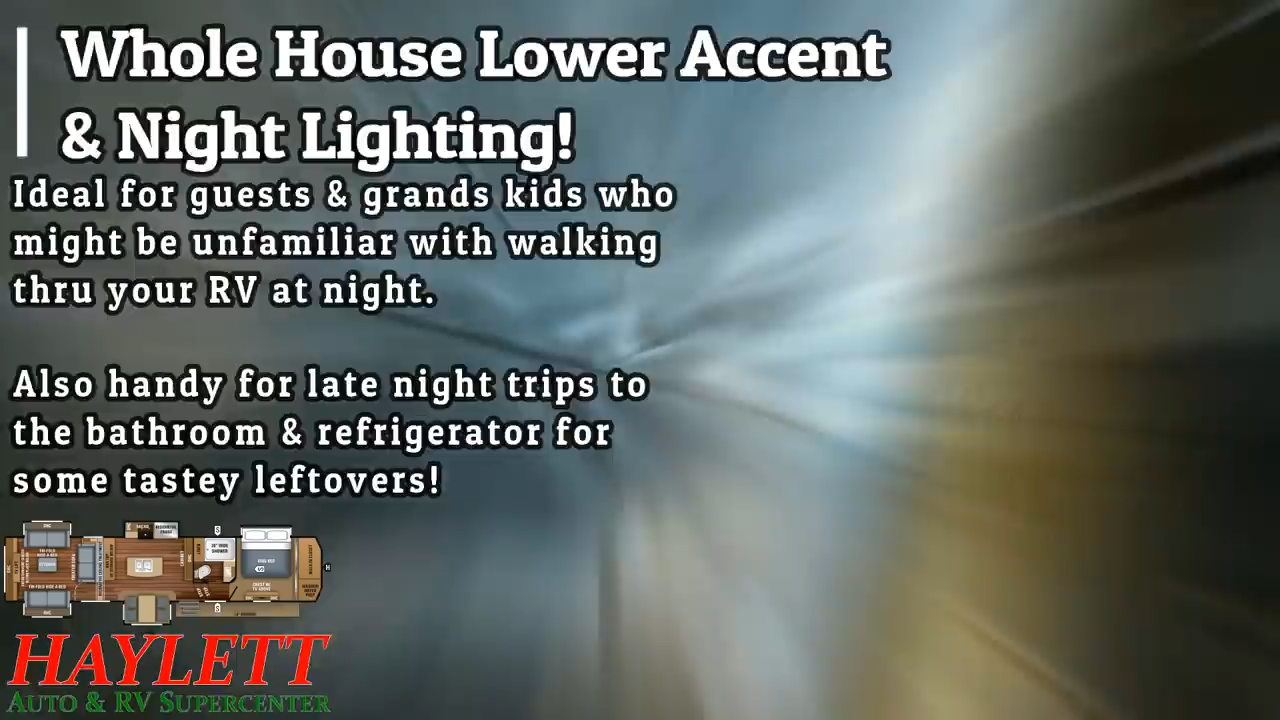 Whole House Lower Accent
& Night Lighting!
Ideal for guests & grands kids who
might be unfamiliar with walking
thru your RV at night.
Also handy for late night trips to
the bathroom & refrigerator for
some tastey leftovers!
HAYLETT
AUTO & RV SUPERCENTER